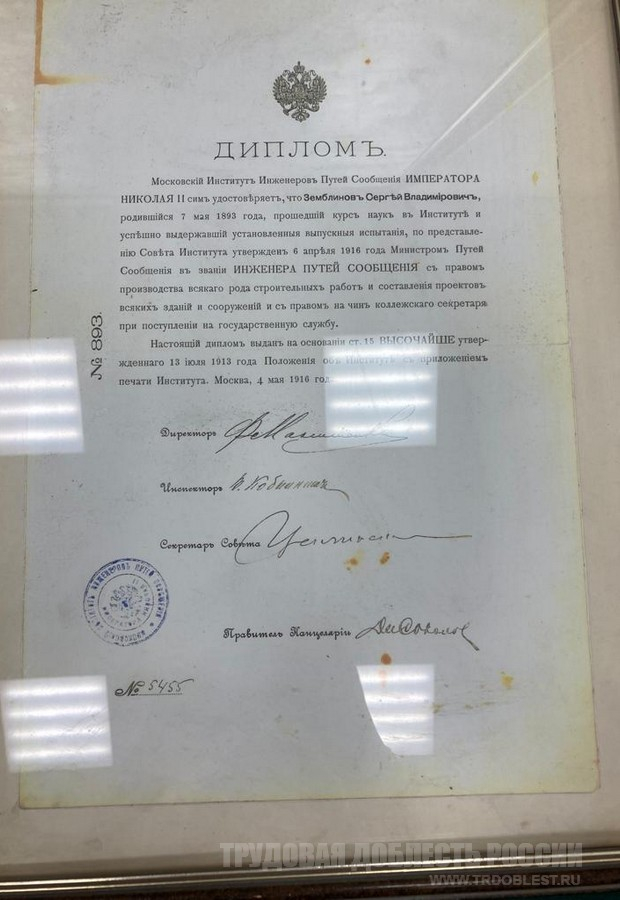 ДИПЛОМЪ.
Московскій Институтъ Инженеровъ Путей Сообщенія ИМПЕРАТОРА
НИКОЛАЯ II симъ удостовѣряетъ, что Земблиновъ Сергѣй Владиміровичъ,
родившійся 7 мая 1893 года, прошедшій курсъ наукъ въ Институтѣ и
успѣшно выдержавшій установленныя выпускныя испытанія, по представле-
нію Совѣта Института утвержденъ 6 апрѣля 1916 года Министромъ Путей
Сообщенія въ званіи ИНЖЕНЕРА ПУТЕЙ СООБЩЕНІЯ съ правомъ
производства всякаго рода строительныхъ работъ и составленія проектовъ
всякихъ зданій и сооруженій и съ правомъ на чинъ коллежскаго секретаря
при поступленіи на государственную службу.
Настоящій дипломъ выданъ на основаніи ст. 15 ВЫСОЧАЙШЕ утвер-
жденнаго 13 іюля 1913 года Положенія объ Институтѣ съ приложеніемъ
печати Института. Москва, 4 мая 1916 год
№ 893.
Директоръ
Инспекторъ
Секретарь Совѣта
Правитель Канцеляріи
№ 5455
ТРУДОВАЯ ДОБЛЕСТЬ РОССИИ
WWW.TRDOBLEST.RU